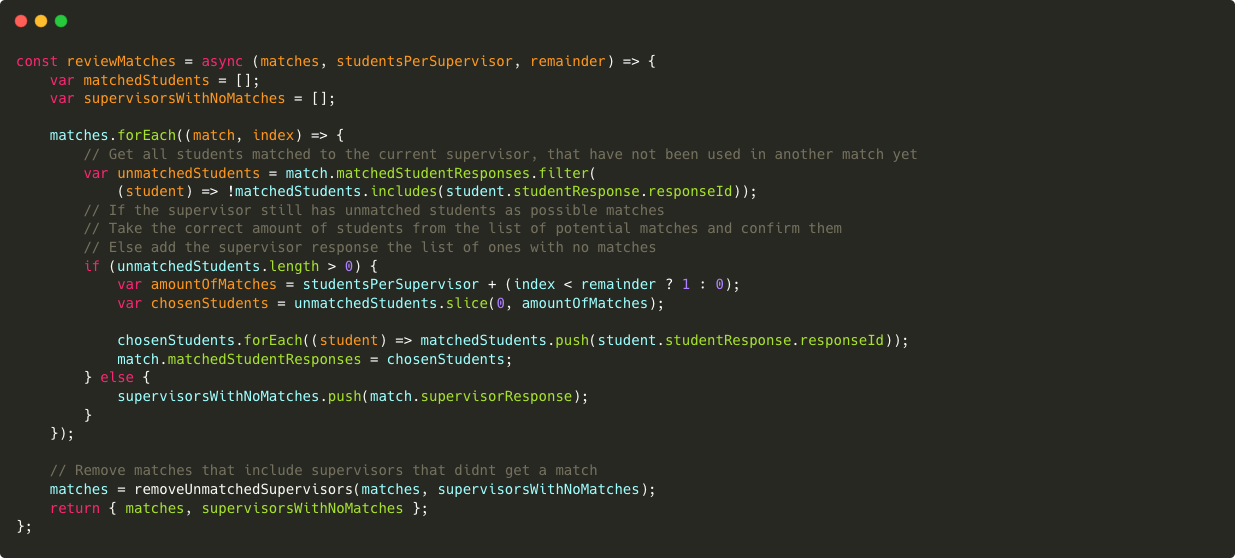 const reviewMatches = async (matches, studentsPerSupervisor, remainder) => {
    var matchedStudents = [];
    var supervisorsWithNoMatches = [];

    matches.forEach((match, index) => {
        // Get all students matched to the current supervisor, that have not been used in another match yet
        var unmatchedStudents = match.matchedStudentResponses.filter(
            (student) => !matchedStudents.includes(student.studentResponse.responseId));
        // If the supervisor still has unmatched students as possible matches
        // Take the correct amount of students from the list of potential matches and confirm them
        // Else add the supervisor response the list of ones with no matches
        if (unmatchedStudents.length > 0) {
            var amountOfMatches = studentsPerSupervisor + (index < remainder ? 1 : 0);
            var chosenStudents = unmatchedStudents.slice(0, amountOfMatches);

            chosenStudents.forEach((student) => matchedStudents.push(student.studentResponse.responseId));
            match.matchedStudentResponses = chosenStudents;
        } else {
            supervisorsWithNoMatches.push(match.supervisorResponse);
        }
    });

    // Remove matches that include supervisors that didnt get a match
    matches = removeUnmatchedSupervisors(matches, supervisorsWithNoMatches);
    return { matches, supervisorsWithNoMatches };
};